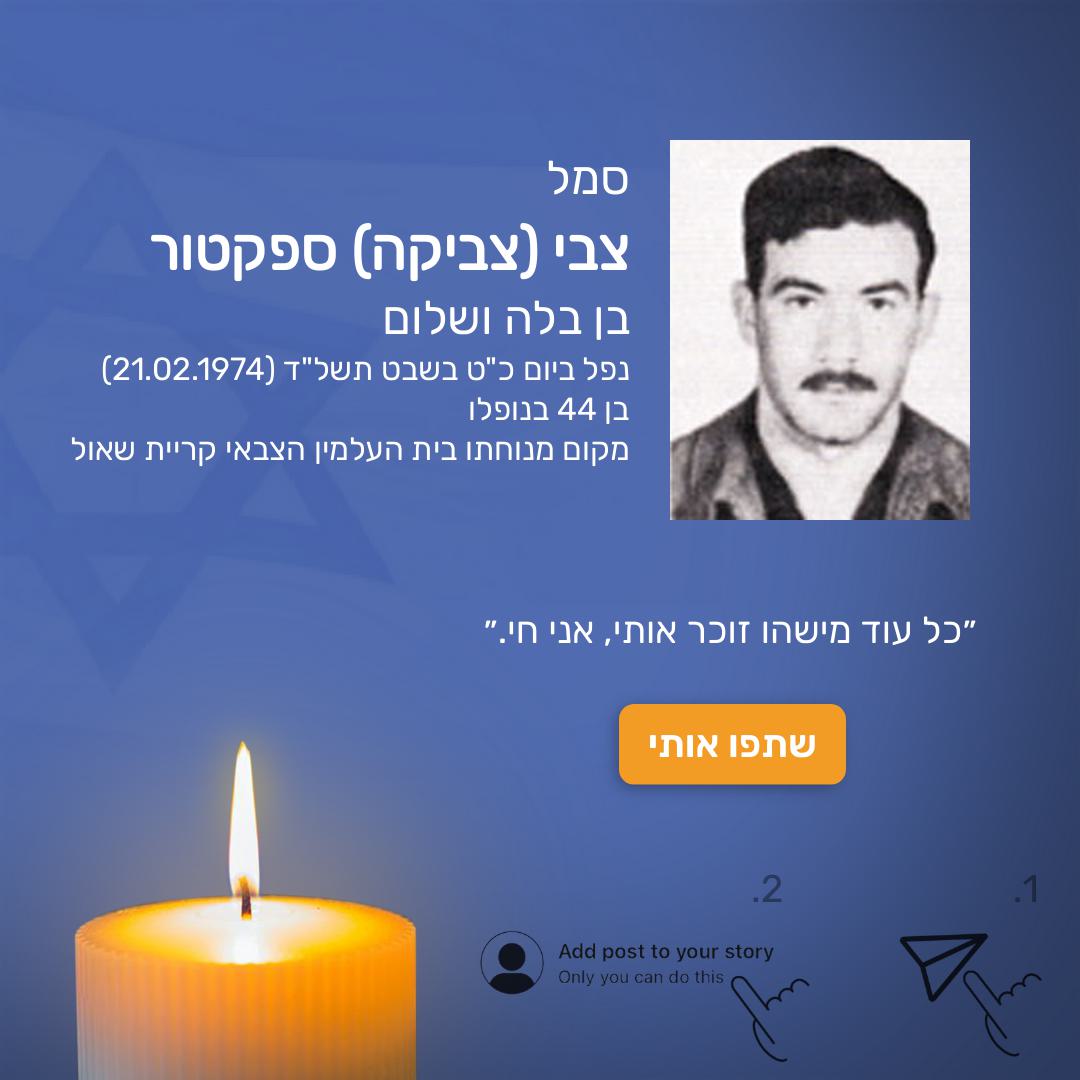 סמל
צבי (צביקה) ספקטור
בן בלה ושלום
נפל ביום כ"ט בשבט תשל"ד (21.02.1974)
בן 44 בנופלו
מקום מנוחתו בית העלמין הצבאי קריית שאול
״כל עוד מישהו זוכר אותי, אני חי.״
שתפו אותי
.1
.2
Add post to your story
Only you can do this